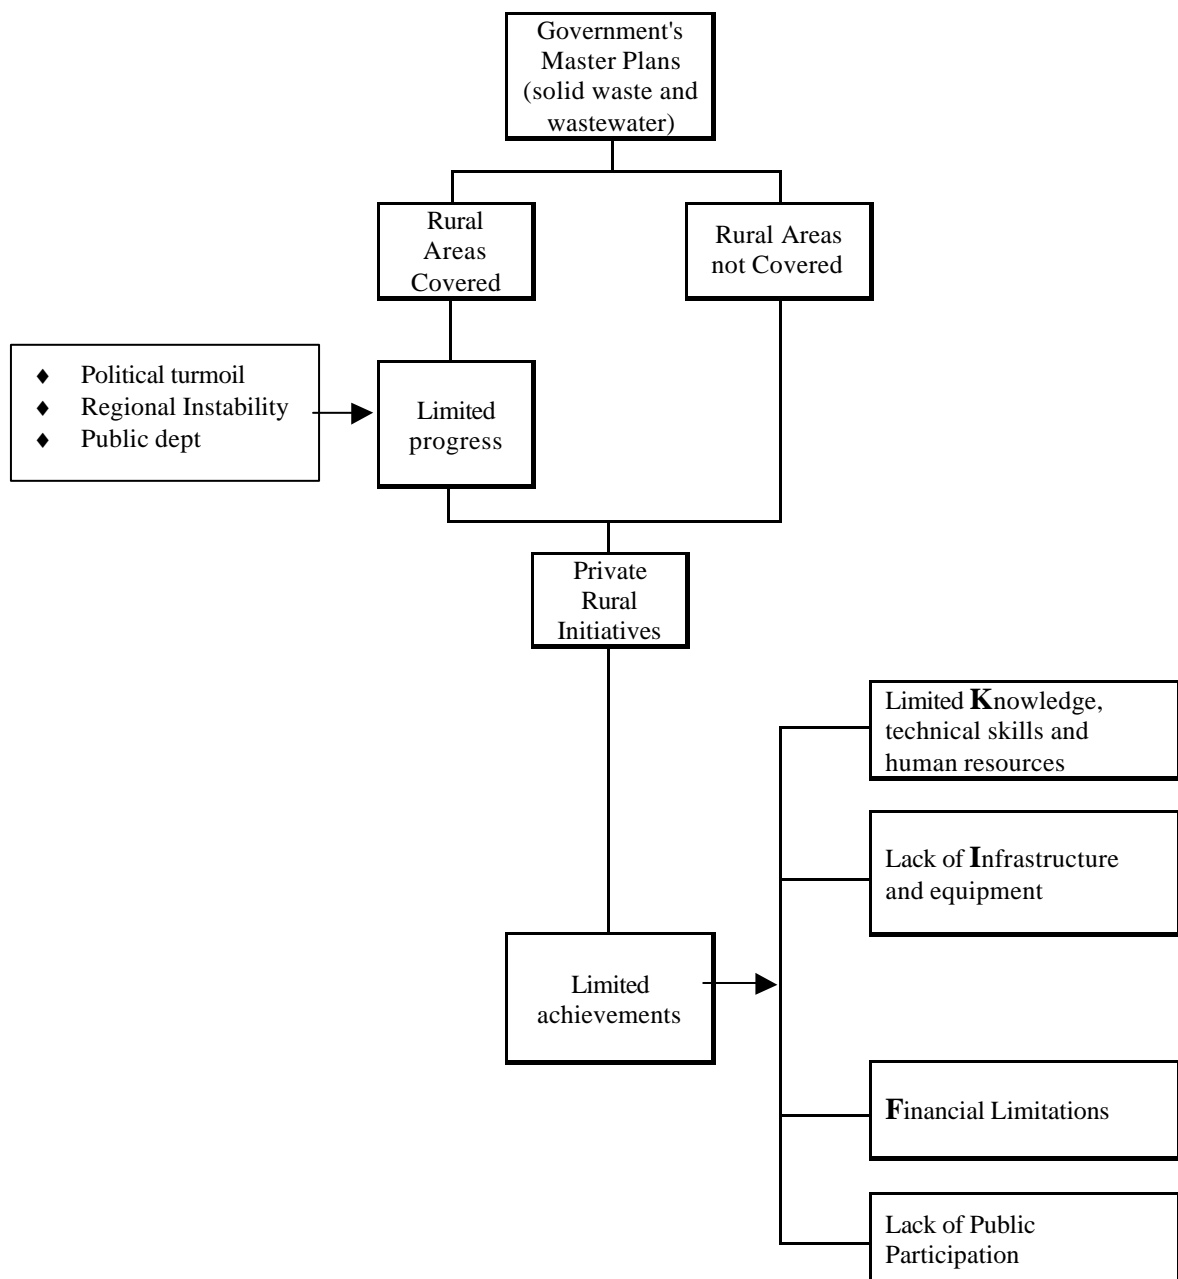 Government's
Master Plans
(solid waste and
wastewater)
Rural
Areas
Covered
Rural Areas
not Covered
♦ Political turmoil
♦ Regional Instability
♦ Public dept
Limited
progress
Private
Rural
Initiatives
Limited Knowledge,
technical skills and
human resources
Lack of Infrastructure
and equipment
Limited
achievements
Financial Limitations
Lack of Public
Participation